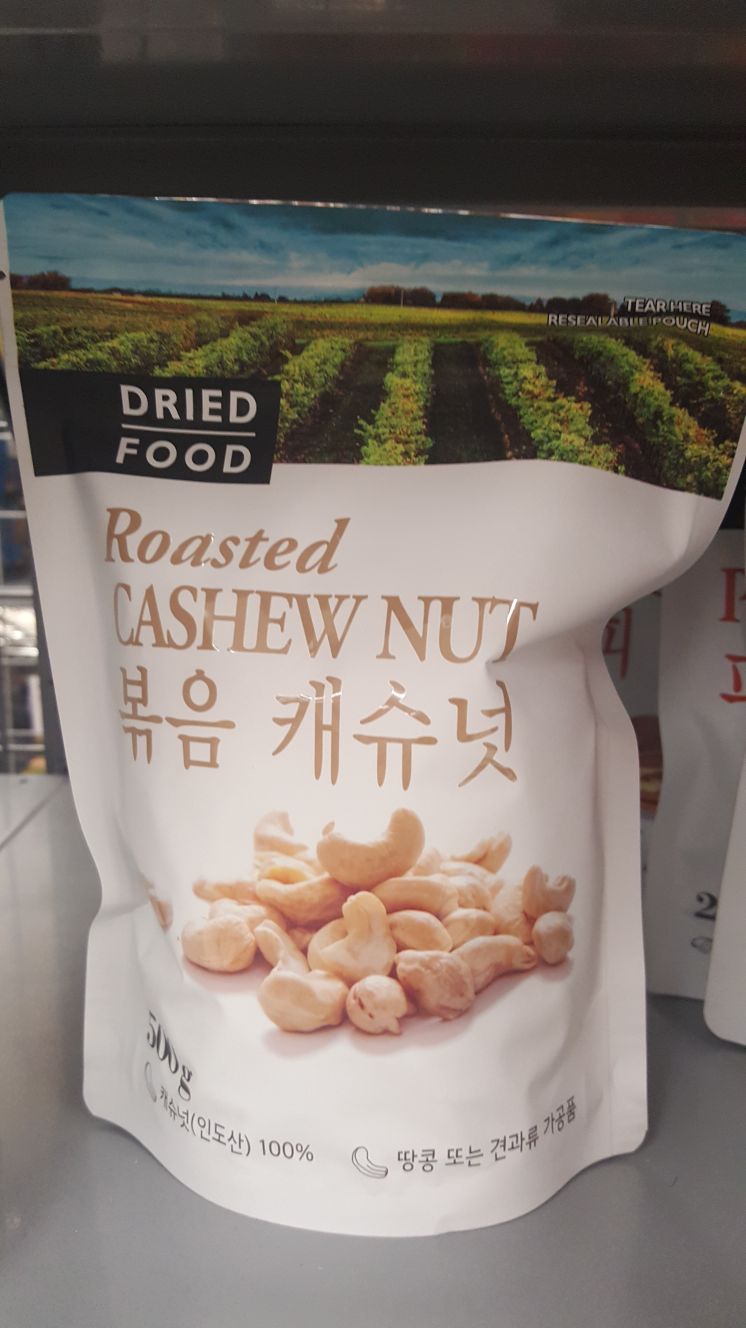 TEAR HERE
RESEALABLE POUCH
DRIED
FOOD
Roasted
CASHEW NUT
볶음 캐슈넛
500g
캐슈넛(인도산) 100%
땅콩 또는 견과류 가공품